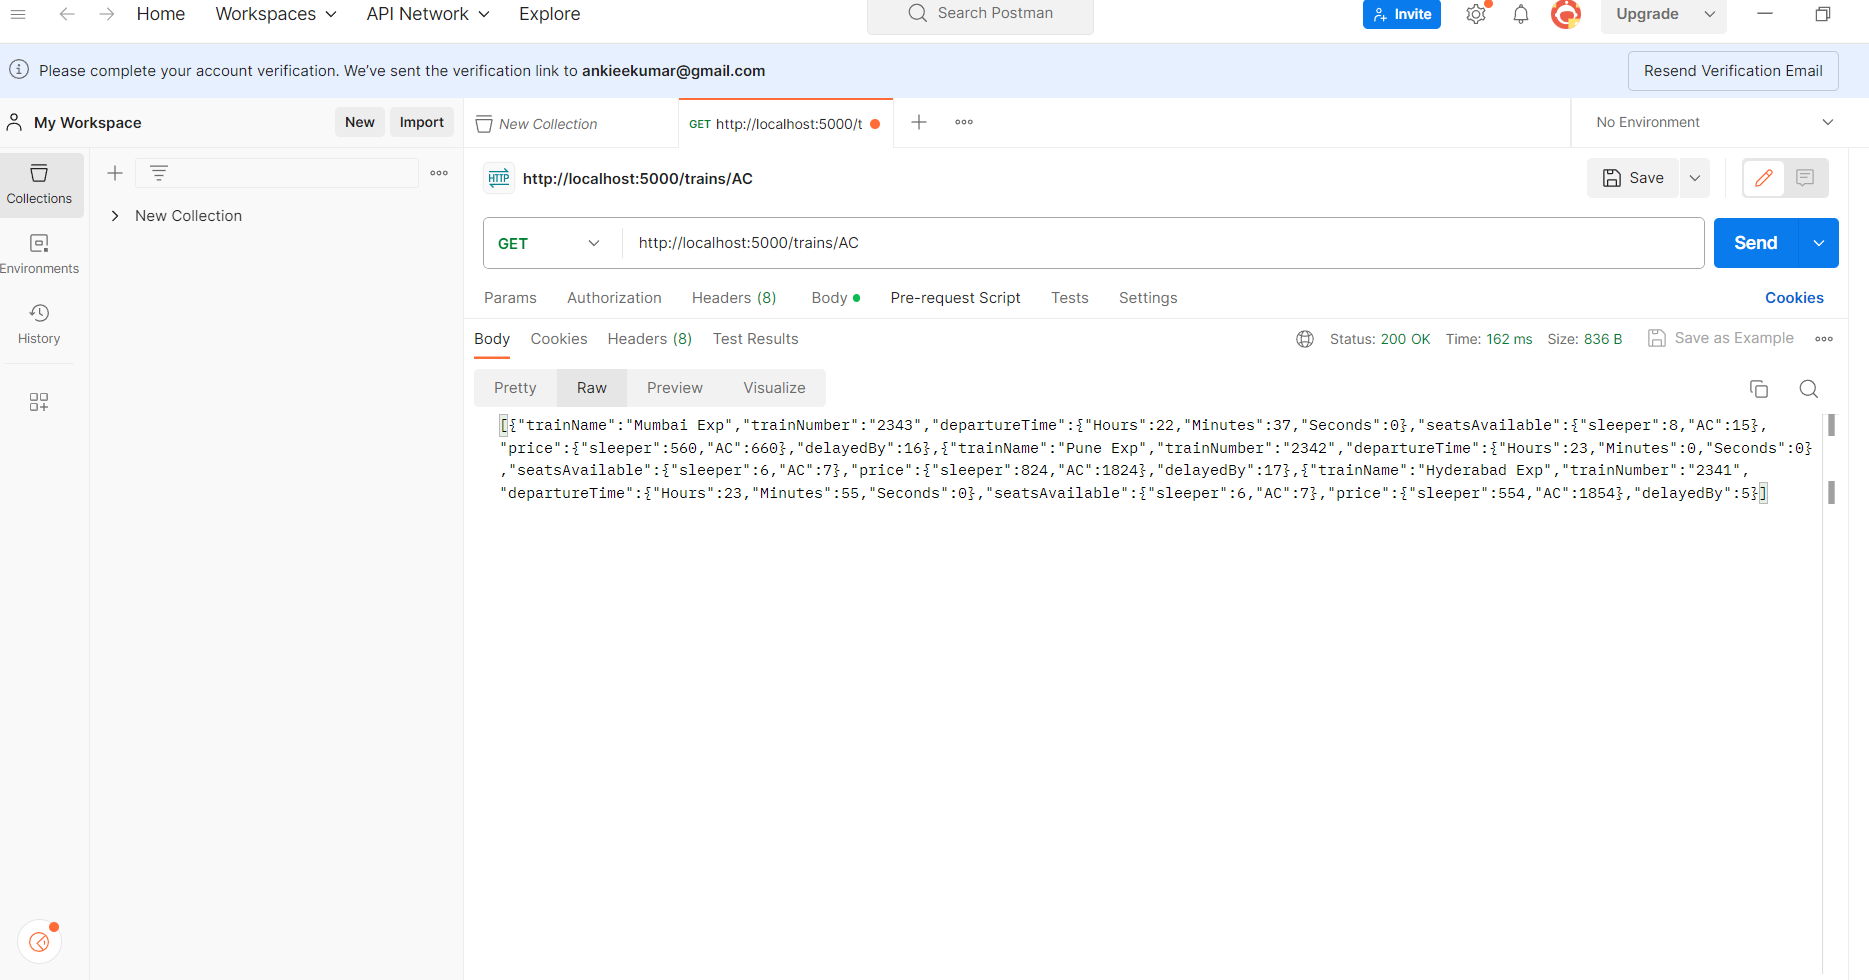 Home Workspaces API Network Explore Search Postman Invite Upgrade
Please complete your account verification. We've sent the verification link to ankieekumar@gmail.com Resend Verification Email
My Workspace New Import New Collection GET http://localhost:5000/t No Environment
Collections
New Collection
Environments
History
HTTP http://localhost:5000/trains/AC Save
GET http://localhost:5000/trains/AC Send
Params Authorization Headers (8) Body Pre-request Script Tests Settings Cookies
Body Cookies Headers (8) Test Results Status: 200 OK Time: 162 ms Size: 836 B Save as Example
Pretty Raw Preview Visualize
[{"trainName":"Mumbai Exp","trainNumber":"2343","departureTime":{"Hours":22,"Minutes":37,"Seconds":0},"seatsAvailable":{"sleeper":8,"AC":15},
"price":{"sleeper":560,"AC":660},"delayedBy":16},{"trainName":"Pune Exp","trainNumber":"2342","departureTime":{"Hours":23,"Minutes":0,"Seconds":0}
,"seatsAvailable":{"sleeper":6,"AC":7},"price":{"sleeper":824,"AC":1824},"delayedBy":17},{"trainName":"Hyderabad Exp","trainNumber":"2341",
"departureTime":{"Hours":23,"Minutes":55,"Seconds":0},"seatsAvailable":{"sleeper":6,"AC":7},"price":{"sleeper":554,"AC":1854},"delayedBy":5}]